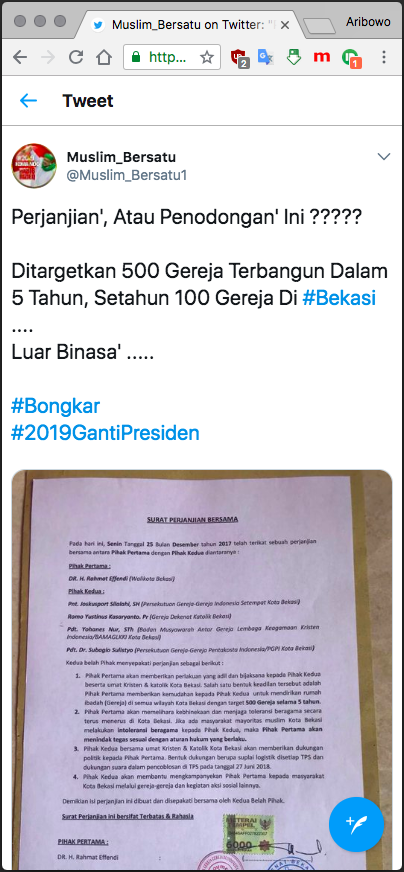 Muslim_Bersatu on Twitter: "
Aribowo
http...
2
1
Tweet
Muslim_Bersatu
@Muslim_Bersatu1
Perjanjian', Atau Penodongan' Ini ?????
Ditargetkan 500 Gereja Terbangun Dalam
5 Tahun, Setahun 100 Gereja Di #Bekasi
....
Luar Binasa' .....
#Bongkar
#2019GantiPresiden
SURAT PERJANJIAN BERSAMA
Pada hari ini, Senin Tanggal 25 Bulan Desember tahun 2017 telah terikat sebuah perjanjian
bersama antara Pihak Pertama dengan Pihak Kedua diantaranya :
Pihak Pertama :
DR. H. Rahmat Effendi (Walikota Bekasi)
Pihak Kedua :
Pnt. Joskusport Silalahi, SH (Persekutuan Gereja-Gereja Indonesia Setempat Kota Bekasi)
Romo Yustinus Kasaryanto, Pr (Gereja Dekenat Katolik Bekasi)
Pdt. Yohanes Nur, STh (Badan Musyawarah Antar Gereja Lembaga Keagamaan Kristen
Indonesia/BAMAGLKKI Kota Bekasi)
Pdt. Dr. Subagio Sulistyo (Persekutuan Gereja-Gereja Pentakosta Indonesia/PGPI Kota Bekasi)
Kedua belah Pihak menyepakati perjanjian sebagai berikut :
1. Pihak Pertama akan memberikan perlakuan yang adil dan bijaksana kepada Pihak Kedua
beserta umat Kristen & katolik Kota Bekasi. Salah satu bentuk keadilan tersebut adalah
Pihak Pertama memberikan kemudahan kepada Pihak Kedua untuk mendirikan rumah
Ibadah (Gereja) di semua wilayah Kota Bekasi dengan target 500 Gereja selama 5 tahun.
2. Pihak Pertama akan memelihara kebhinekaan dan menjaga toleransi beragama secara
terus menerus di Kota Bekasi. Jika ada masyarakat mayoritas muslim Kota Bekasi
melakukan intoleransi beragama kepada Pihak Kedua, maka Pihak Pertama akan
menindak tegas sesuai dengan aturan hukum yang berlaku.
3. Pihak Kedua bersama umat Kristen & Katolik Kota Bekasi akan memberikan dukungan
politik kepada Pihak Pertama. Bentuk dukungan berupa suplai logistik disetiap TPS dan
dukungan suara dalam pencoblosan di TPS pada tanggal 27 Juni 2018.
4. Pihak Kedua akan membantu mengkampanyekan Pihak Pertama kepada masyarakat
Kota Bekasi melalui gereja-gereja dan kegiatan aksi sosial lainnya.
Demikian isi perjanjian ini dibuat dan disepakati bersama oleh Kedua Belah Pihak.
Surat Perjanjian ini bersifat Terbatas & Rahasia
PIHAK PERTAMA :
DR. H. Rahmat Effendi
6000